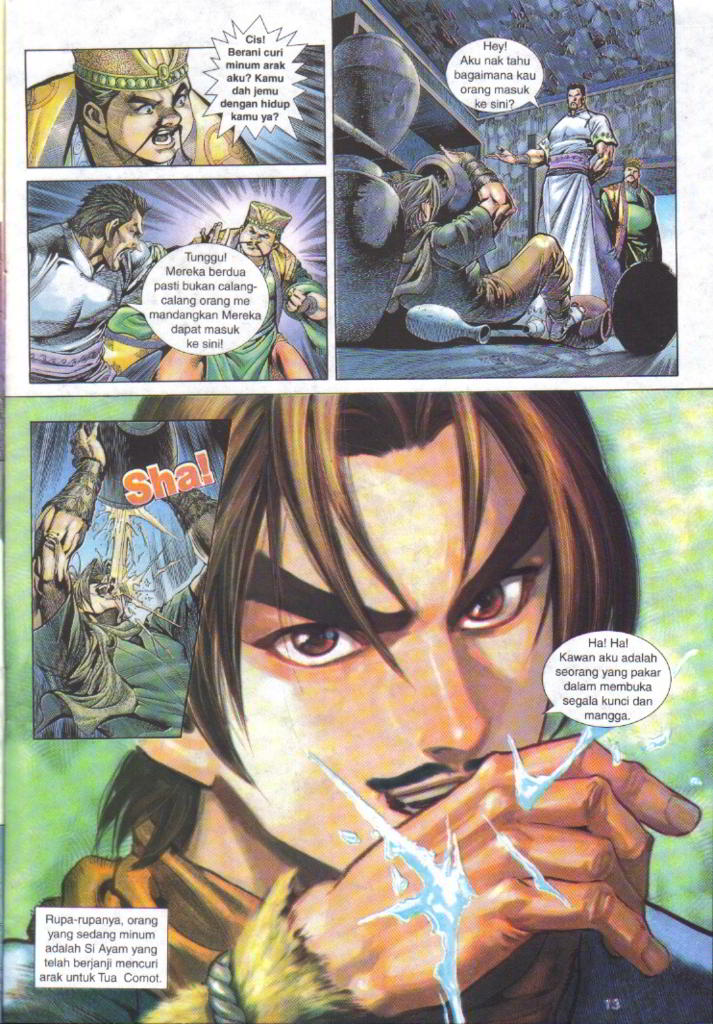 Cis!
Berani curi
minum arak
aku? Kamu
dah jemu
dengan hidup
kamu ya?
Tunggu!
Mereka berdua
pasti bukan calang-
calang orang me
mandangkan Mereka
dapat masuk
ke sini!
Hey!
Aku nak tahu
bagaimana kau
orang masuk
ke sini?
Sha!
Ha! Ha!
Kawan aku adalah
seorang yang pakar
dalam membuka
segala kunci dan
mangga.
Rupa-rupanya, orang
yang sedang minum
adalah Si Ayam yang
telah berjanji mencuri
arak untuk Tua Comot.
13